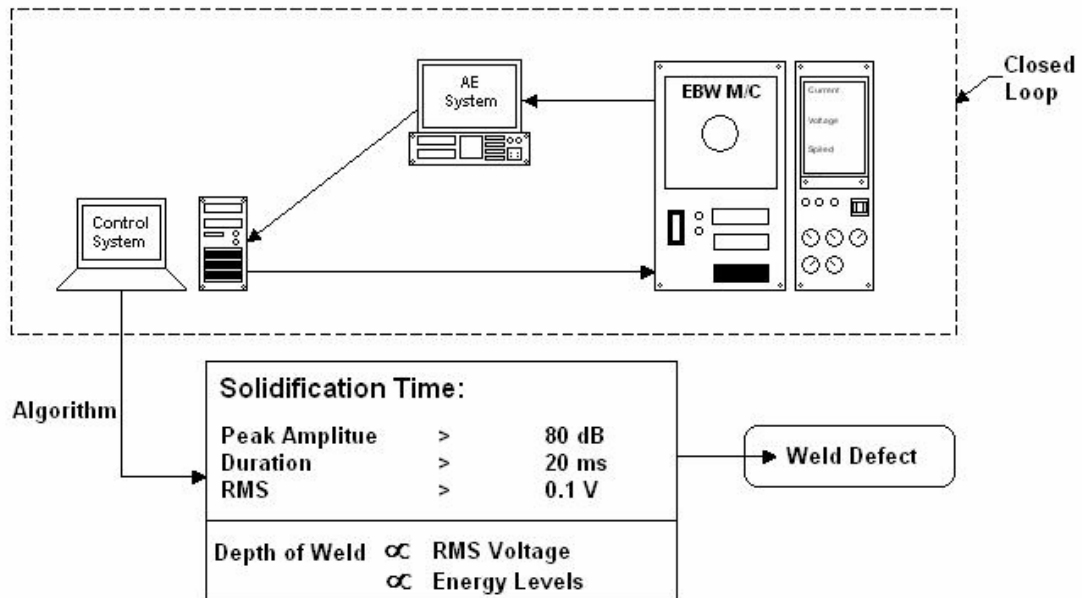 Closed
Loop
AE
System
EBW M/C
Current
Voltage
Speed
Control
System
Algorithm
Solidification Time:
Peak Amplitue > 80 dB
Duration > 20 ms
RMS > 0.1 V
Weld Defect
Depth of Weld ∝ RMS Voltage
∝ Energy Levels